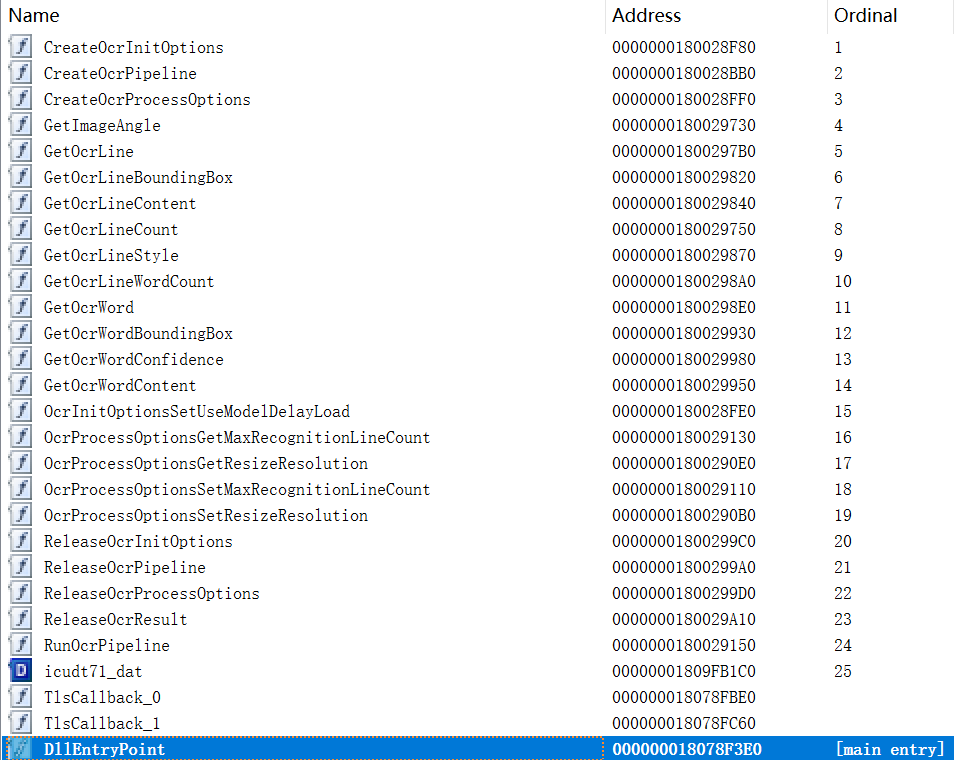 Name Address Ordinal
CreateOcrInitOptions 0000000180028F80 1
CreateOcrPipeline 0000000180028BB0 2
CreateOcrProcessOptions 0000000180028FF0 3
GetImageAngle 0000000180029730 4
GetOcrLine 00000001800297B0 5
GetOcrLineBoundingBox 0000000180029820 6
GetOcrLineContent 0000000180029840 7
GetOcrLineCount 0000000180029750 8
GetOcrLineStyle 0000000180029870 9
GetOcrLineWordCount 00000001800298A0 10
GetOcrWord 00000001800298E0 11
GetOcrWordBoundingBox 0000000180029930 12
GetOcrWordConfidence 0000000180029980 13
GetOcrWordContent 0000000180029950 14
OcrInitOptionsSetUseModelDelayLoad 0000000180028FE0 15
OcrProcessOptionsGetMaxRecognitionLineCount 0000000180029130 16
OcrProcessOptionsGetResizeResolution 00000001800290E0 17
OcrProcessOptionsSetMaxRecognitionLineCount 0000000180029110 18
OcrProcessOptionsSetResizeResolution 00000001800290B0 19
ReleaseOcrInitOptions 00000001800299C0 20
ReleaseOcrPipeline 00000001800299A0 21
ReleaseOcrProcessOptions 00000001800299D0 22
ReleaseOcrResult 0000000180029A10 23
RunOcrPipeline 0000000180029150 24
D icudt71_dat 00000001809FB1C0 25
TlsCallback_0 000000018078FBE0
TlsCallback_1 000000018078FC60
DllEntryPoint 000000018078F3E0 [main entry]